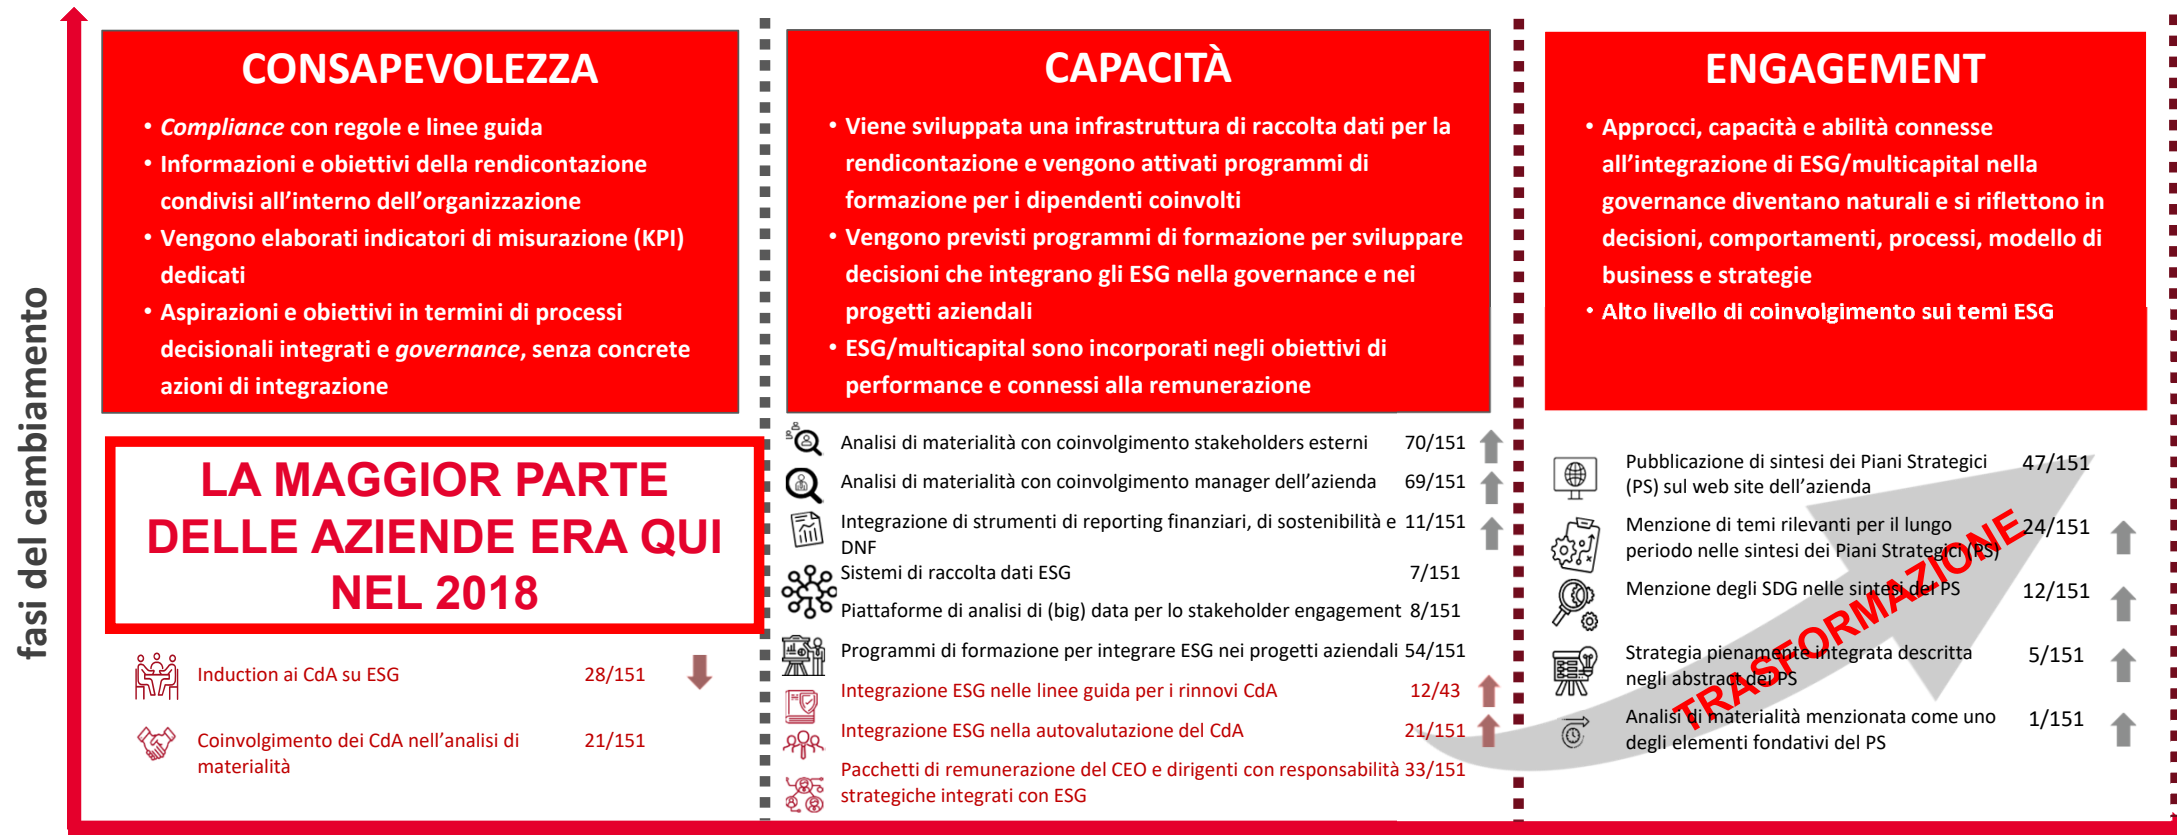 fasi del cambiamento
CONSAPEVOLEZZA
• Compliance con regole e linee guida
• Informazioni e obiettivi della rendicontazione
condivisi all'interno dell'organizzazione
• Vengono elaborati indicatori di misurazione (KPI)
dedicati
• Aspirazioni e obiettivi in termini di processi
decisionali integrati e governance, senza concrete
azioni di integrazione
LA MAGGIOR PARTE
DELLE AZIENDE ERA QUI
NEL 2018
Induction ai CdA su ESG 28/151
Coinvolgimento dei CdA nell'analisi di 21/151
materialità
CAPACITÀ
• Viene sviluppata una infrastruttura di raccolta dati per la
rendicontazione e vengono attivati programmi di
formazione per i dipendenti coinvolti
• Vengono previsti programmi di formazione per sviluppare
decisioni che integrano gli ESG nella governance e nei
progetti aziendali
• ESG/multicapital sono incorporati negli obiettivi di
performance e connessi alla remunerazione
Analisi di materialità con coinvolgimento stakeholders esterni 70/151
Analisi di materialità con coinvolgimento manager dell'azienda 69/151
Integrazione di strumenti di reporting finanziari, di sostenibilità e 11/151
DNF
Sistemi di raccolta dati ESG 7/151
Piattaforme di analisi di (big) data per lo stakeholder engagement 8/151
Programmi di formazione per integrare ESG nei progetti aziendali 54/151
Integrazione ESG nelle linee guida per i rinnovi CdA 12/43
Integrazione ESG nella autovalutazione del CdA 21/151
Pacchetti di remunerazione del CEO e dirigenti con responsabilità 33/151
strategiche integrati con ESG
ENGAGEMENT
• Approcci, capacità e abilità connesse
all'integrazione di ESG/multicapital nella
governance diventano naturali e si riflettono in
decisioni, comportamenti, processi, modello di
business e strategie
• Alto livello di coinvolgimento sui temi ESG
Pubblicazione di sintesi dei Piani Strategici 47/151
(PS) sul web site dell'azienda
Menzione di temi rilevanti per il lungo 24/151
periodo nelle sintesi dei Piani Strategici (PS)
Menzione degli SDG nelle sintesi del PS 12/151
Strategia pienamente integrata descritta 5/151
negli abstract dei PS
Analisi di materialità menzionata come uno 1/151
degli elementi fondativi del PS
TRASFORMAZIONE